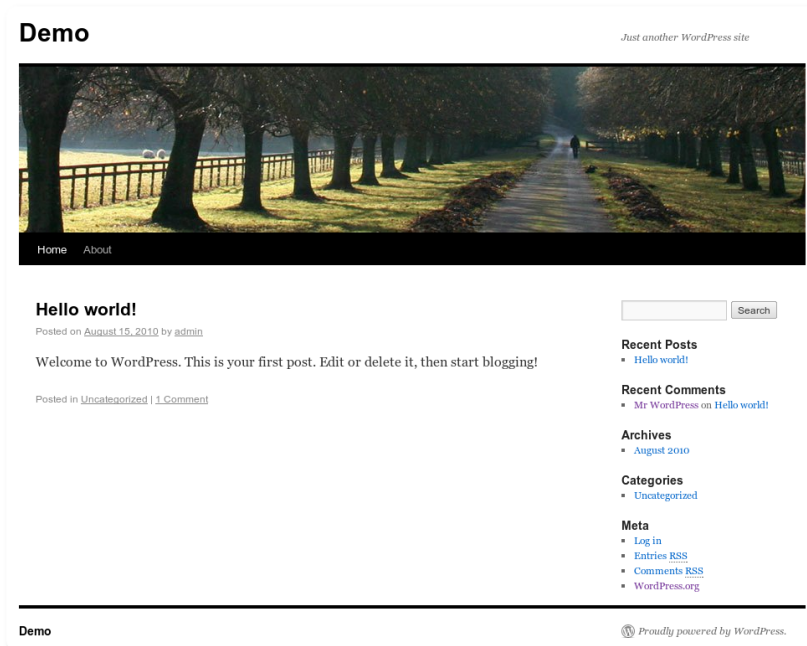 Demo
Just another WordPress site
Home About
Hello world!
Posted on August 15, 2010 by admin
Welcome to WordPress. This is your first post. Edit or delete it, then start blogging!
Posted in Uncategorized | 1 Comment
Search
Recent Posts
Hello world!
Recent Comments
Mr WordPress on Hello world!
Archives
August 2010
Categories
Uncategorized
Meta
Log in
Entries RSS
Comments RSS
WordPress.org
Demo
Proudly powered by WordPress.